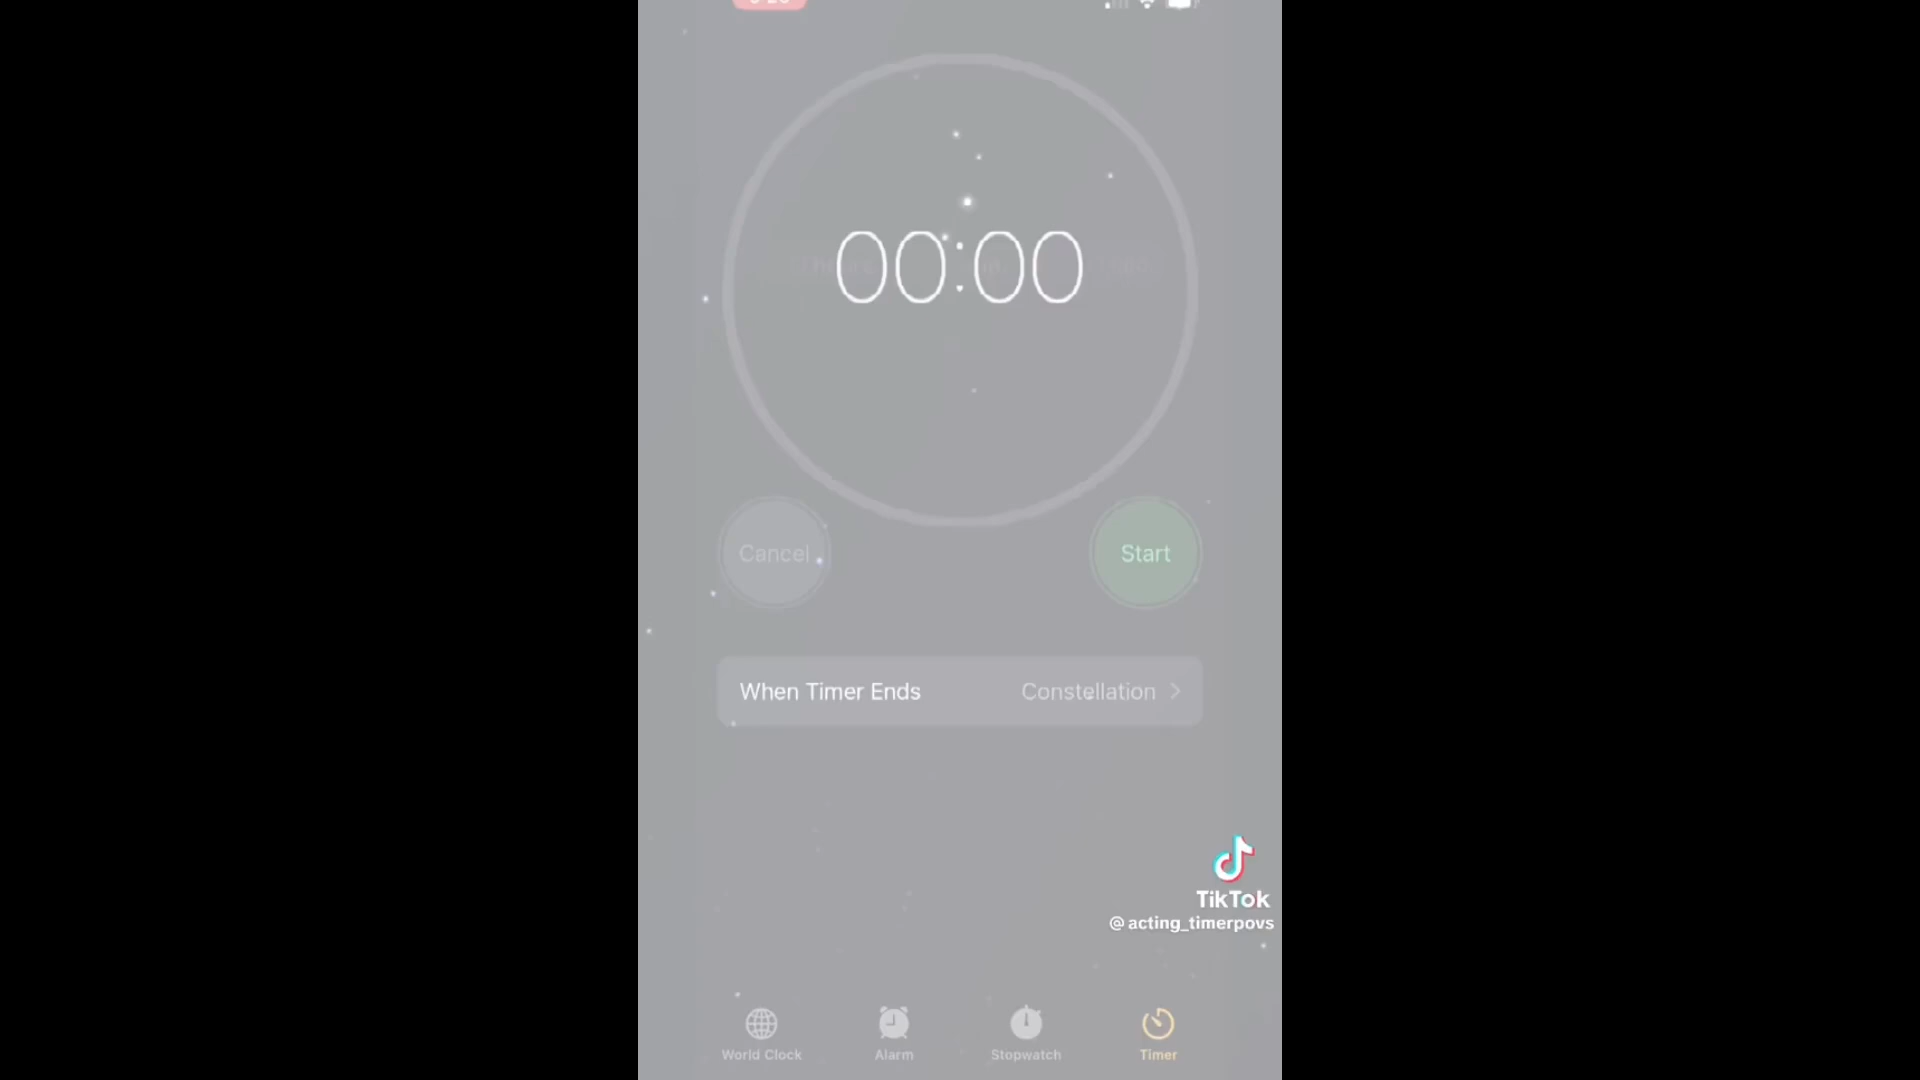 00:00
Cancel
Start
When Timer Ends
Constellation
TikTok
@acting_timerpovs
World Clock
Alarm
Stopwatch
Timer